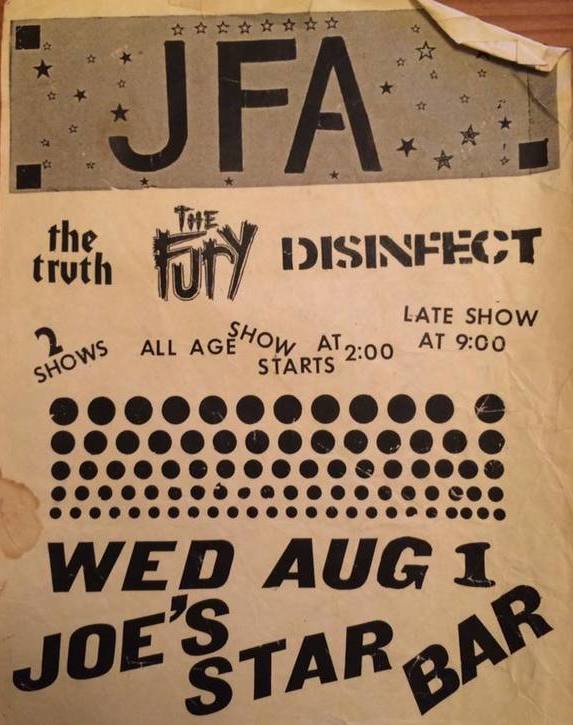 JFA
the truth
THE FURY
DISINFECT
2 SHOWS
ALL AGE SHOW STARTS AT 2:00
LATE SHOW AT 9:00
WED AUG 1
JOE'S STAR BAR